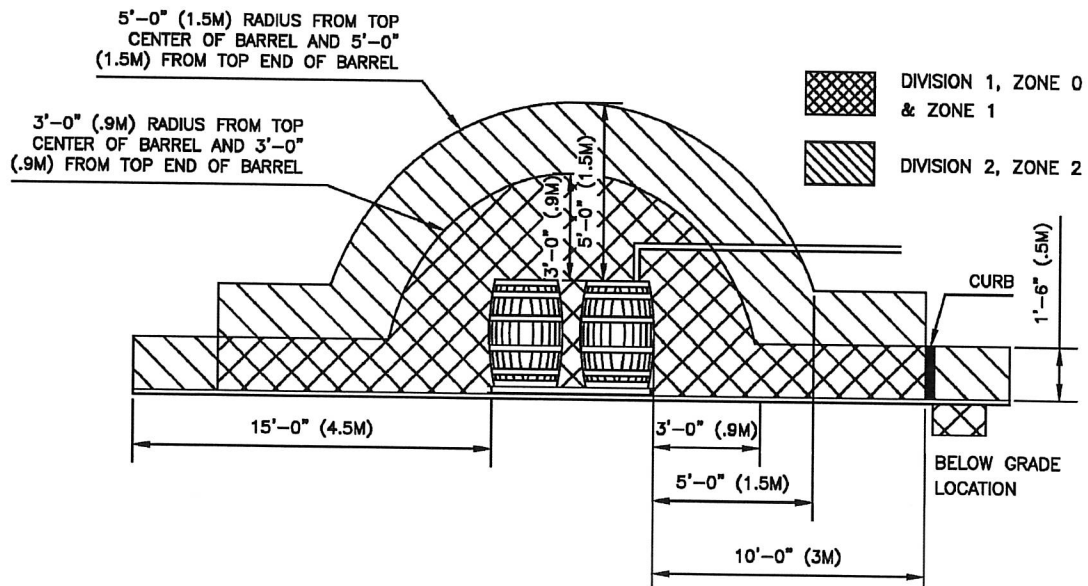 5'-0" (1.5M) RADIUS FROM TOP
CENTER OF BARREL AND 5'-0"
(1.5M) FROM TOP END OF BARREL
3'-0" (.9M) RADIUS FROM TOP
CENTER OF BARREL AND 3'-0"
(.9M) FROM TOP END OF BARREL
DIVISION 1, ZONE 0
& ZONE 1
DIVISION 2, ZONE 2
3'-0" (.9M)
5'-0" (1.5M)
CURB
1'-6" (.5M)
15'-0" (4.5M)
3'-0" (.9M)
5'-0" (1.5M)
BELOW GRADE
LOCATION
10'-0" (3M)